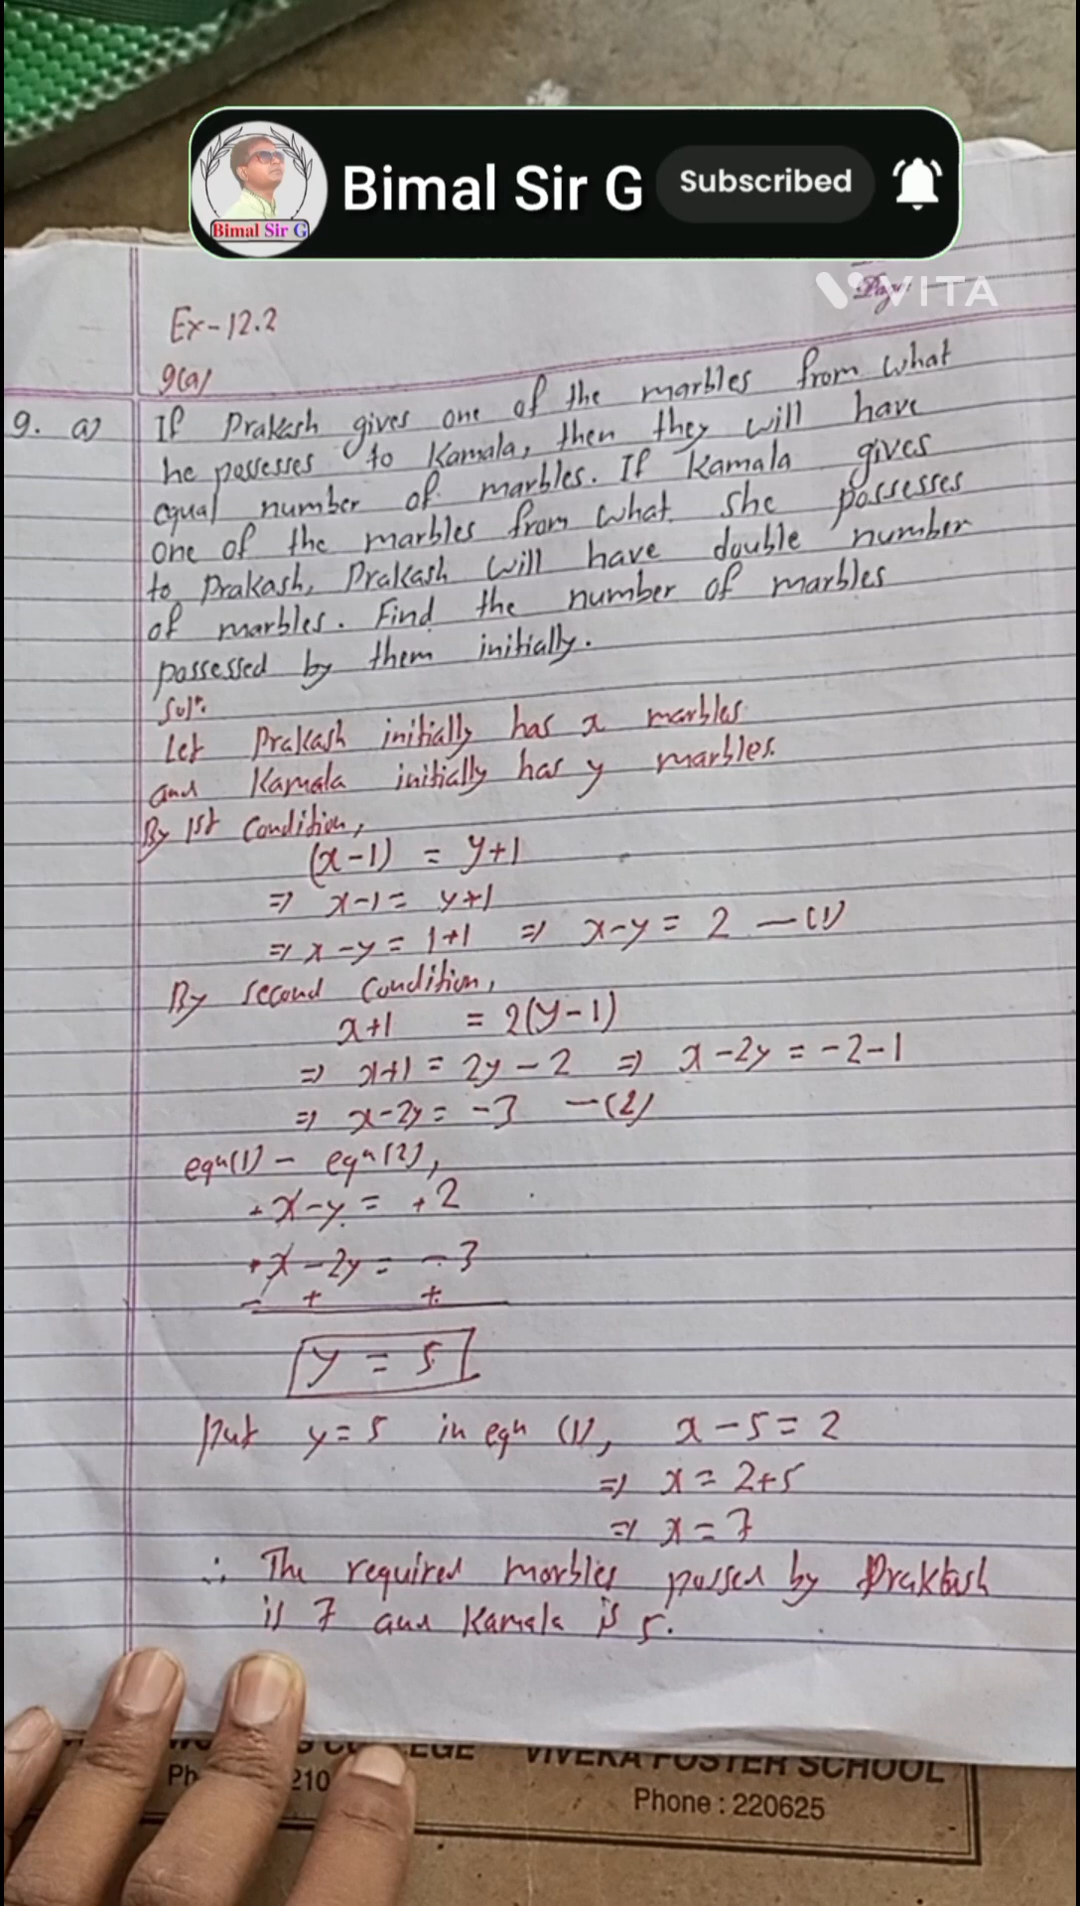 Bimal Sir G
Bimal Sir G Subscribed
VITA
Page:
Ex-12.2
9(a)
9. a) If Prakash gives one of the marbles from what
he possesses to Kamala, then they will have
equal number of marbles. If Kamala gives
one of the marbles from what she possesses
to Prakash, Prakash will have double number
of marbles. Find the number of marbles
possessed by them initially.
Solⁿ.
Let Prakash initially has x marbles
and Kamala initially has y marbles.
By 1st Condition,
(x-1) = y+1
=> x-1 = y+1
=> x-y = 1+1 => x-y = 2 —(1)
By second Condition,
x+1 = 2(y-1)
=> x+1 = 2y-2 => x-2y = -2-1
=> x-2y = -3 —(2)
eqⁿ(1) - eqⁿ(2),
+x-y = +2
+x-2y = -3
- + +
y = 5
Put y=5 in eqn (1), x-5=2
=> x = 2+5
=> x = 7
∴ The required marbles possed by Praktash
is 7 and Kamala is 5.
COLLEGE VIVEKA FOSTER SCHOOL
Ph 210 Phone : 220625